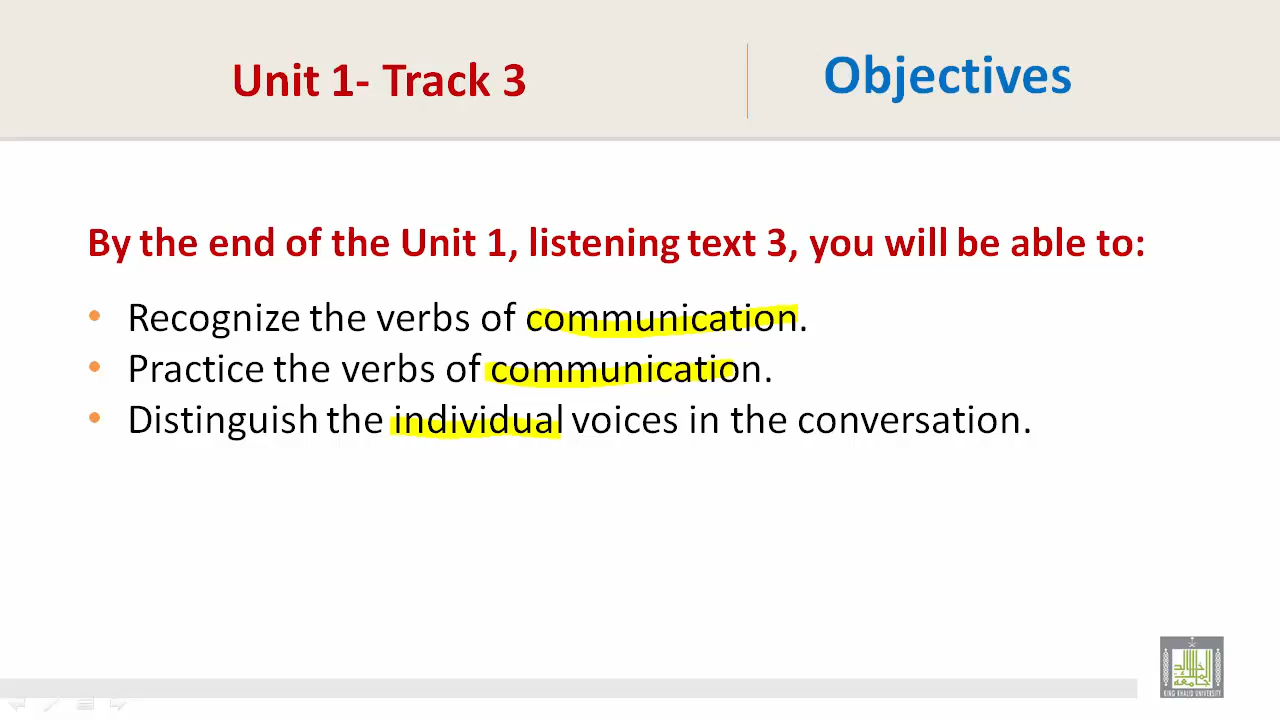 Unit 1- Track 3
Objectives
By the end of the Unit 1, listening text 3, you will be able to:
• Recognize the verbs of communication.
• Practice the verbs of communication.
• Distinguish the individual voices in the conversation.
KING KHALID UNIVERSITY